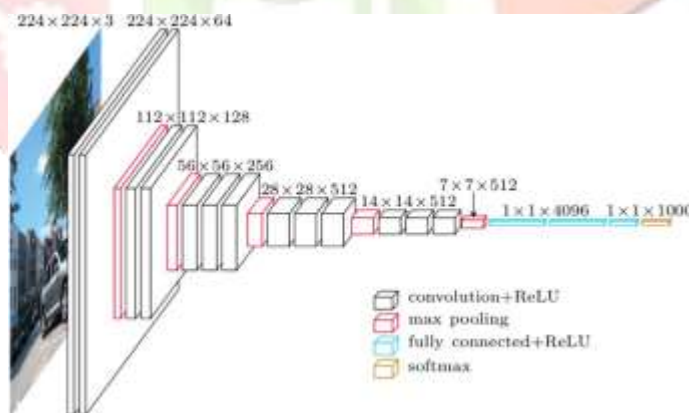 224×224×3 224×224×64
112×112×128
56×56×256
28×28×512
14×14×512
7×7×512
1×1×4096 1×1×1000
convolution+ReLU
max pooling
fully connected+ReLU
softmax